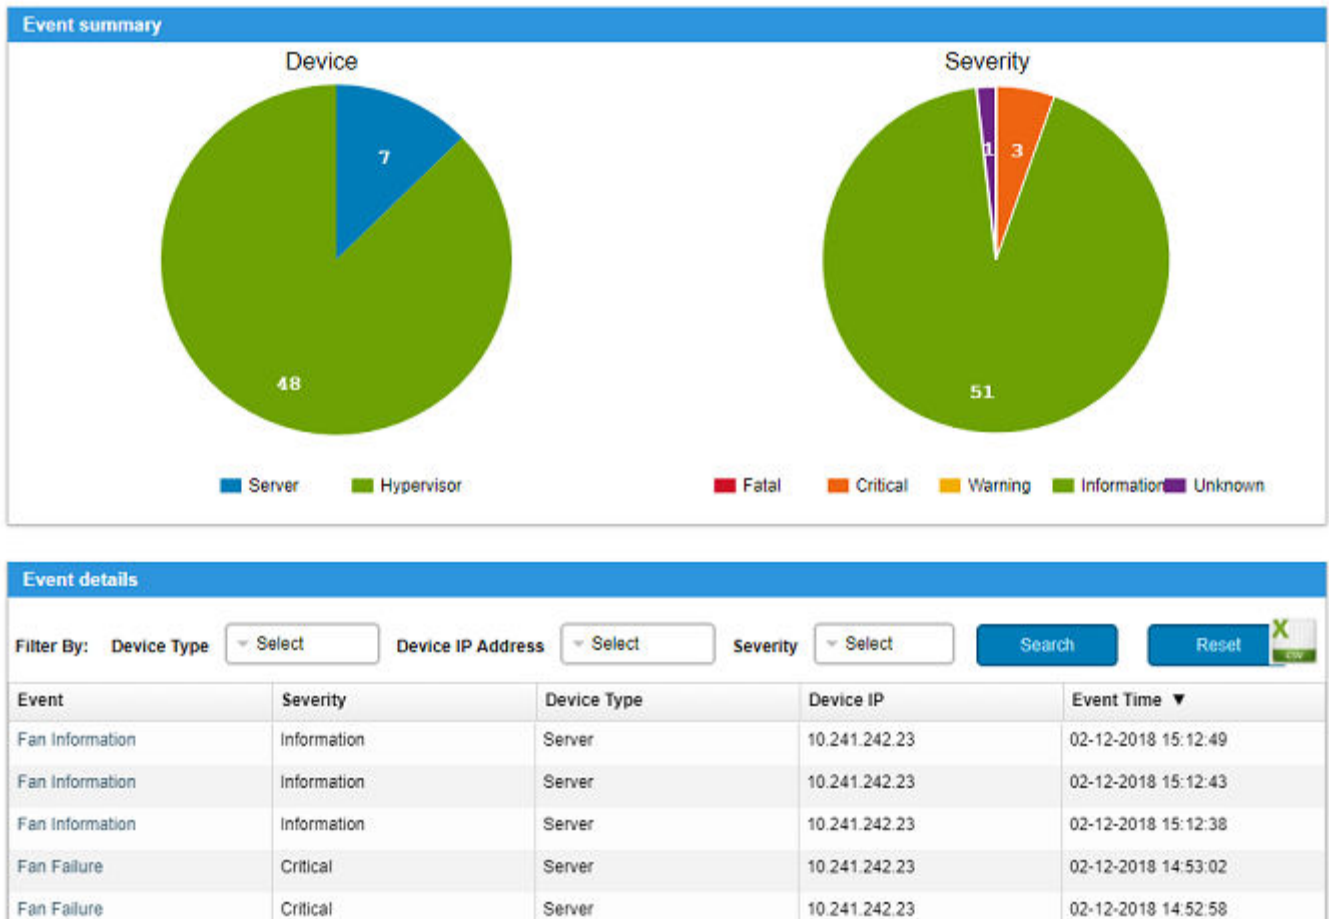 Event summary
Device Severity
7
1 3
48
51
Server Hypervisor Fatal Critical Warning Information Unknown
Event details
Filter By: Device Type Select Device IP Address Select Severity Select Search Reset X CSV
Event Severity Device Type Device IP Event Time ▼
Fan Information Information Server 10.241.242.23 02-12-2018 15:12:49
Fan Information Information Server 10.241.242.23 02-12-2018 15:12:43
Fan Information Information Server 10.241.242.23 02-12-2018 15:12:38
Fan Failure Critical Server 10.241.242.23 02-12-2018 14:53:02
Fan Failure Critical Server 10.241.242.23 02-12-2018 14:52:58